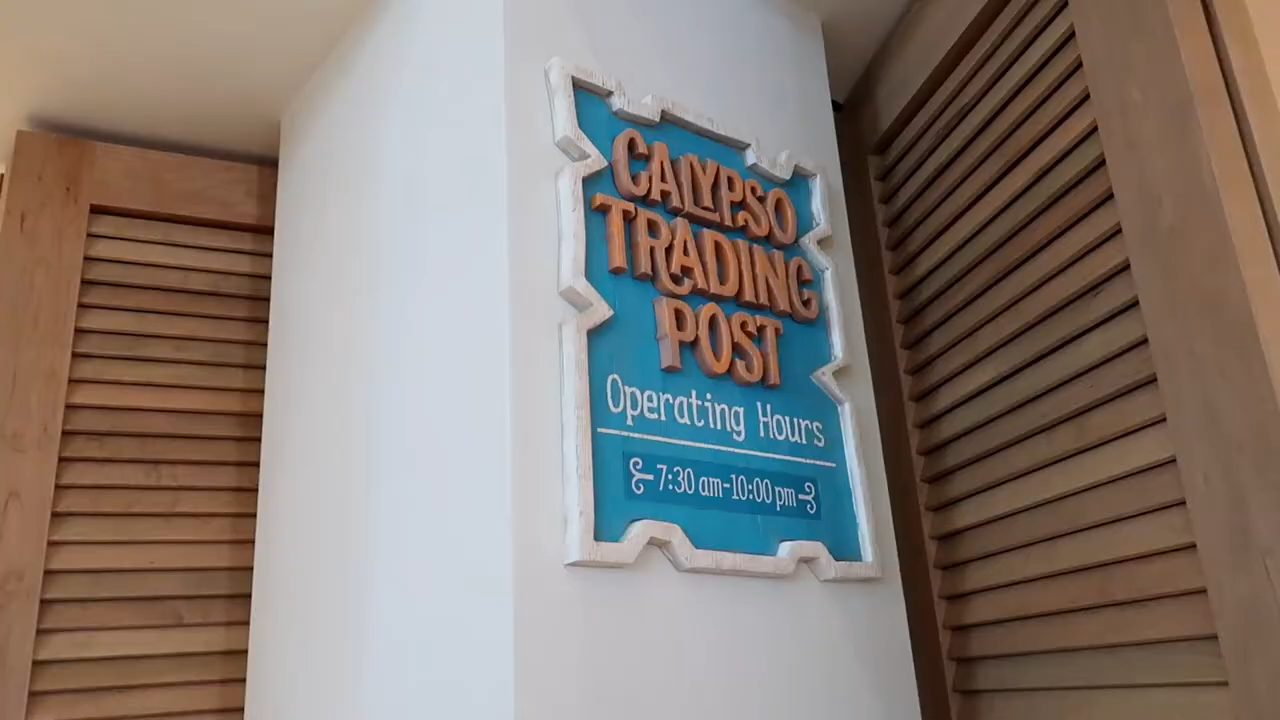 CALYPSO
TRADING
POST
Operating Hours
7:30 am-10:00 pm